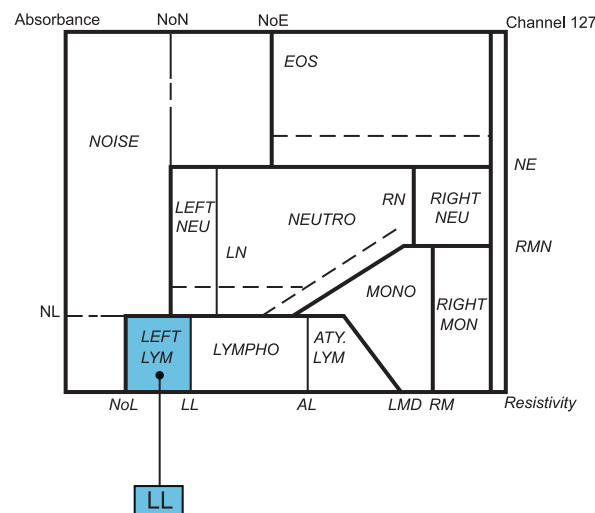 Absorbance
NoN
NoE
Channel 127
EOS
NOISE
NE
LEFT
NEU
NEUTRO
RN
RIGHT
NEU
LN
RMN
MONO
RIGHT
MON
NL
LEFT
LYM
LYMPHO
ATY.
LYM
NoL
LL
AL
LMD
RM
Resistivity
LL